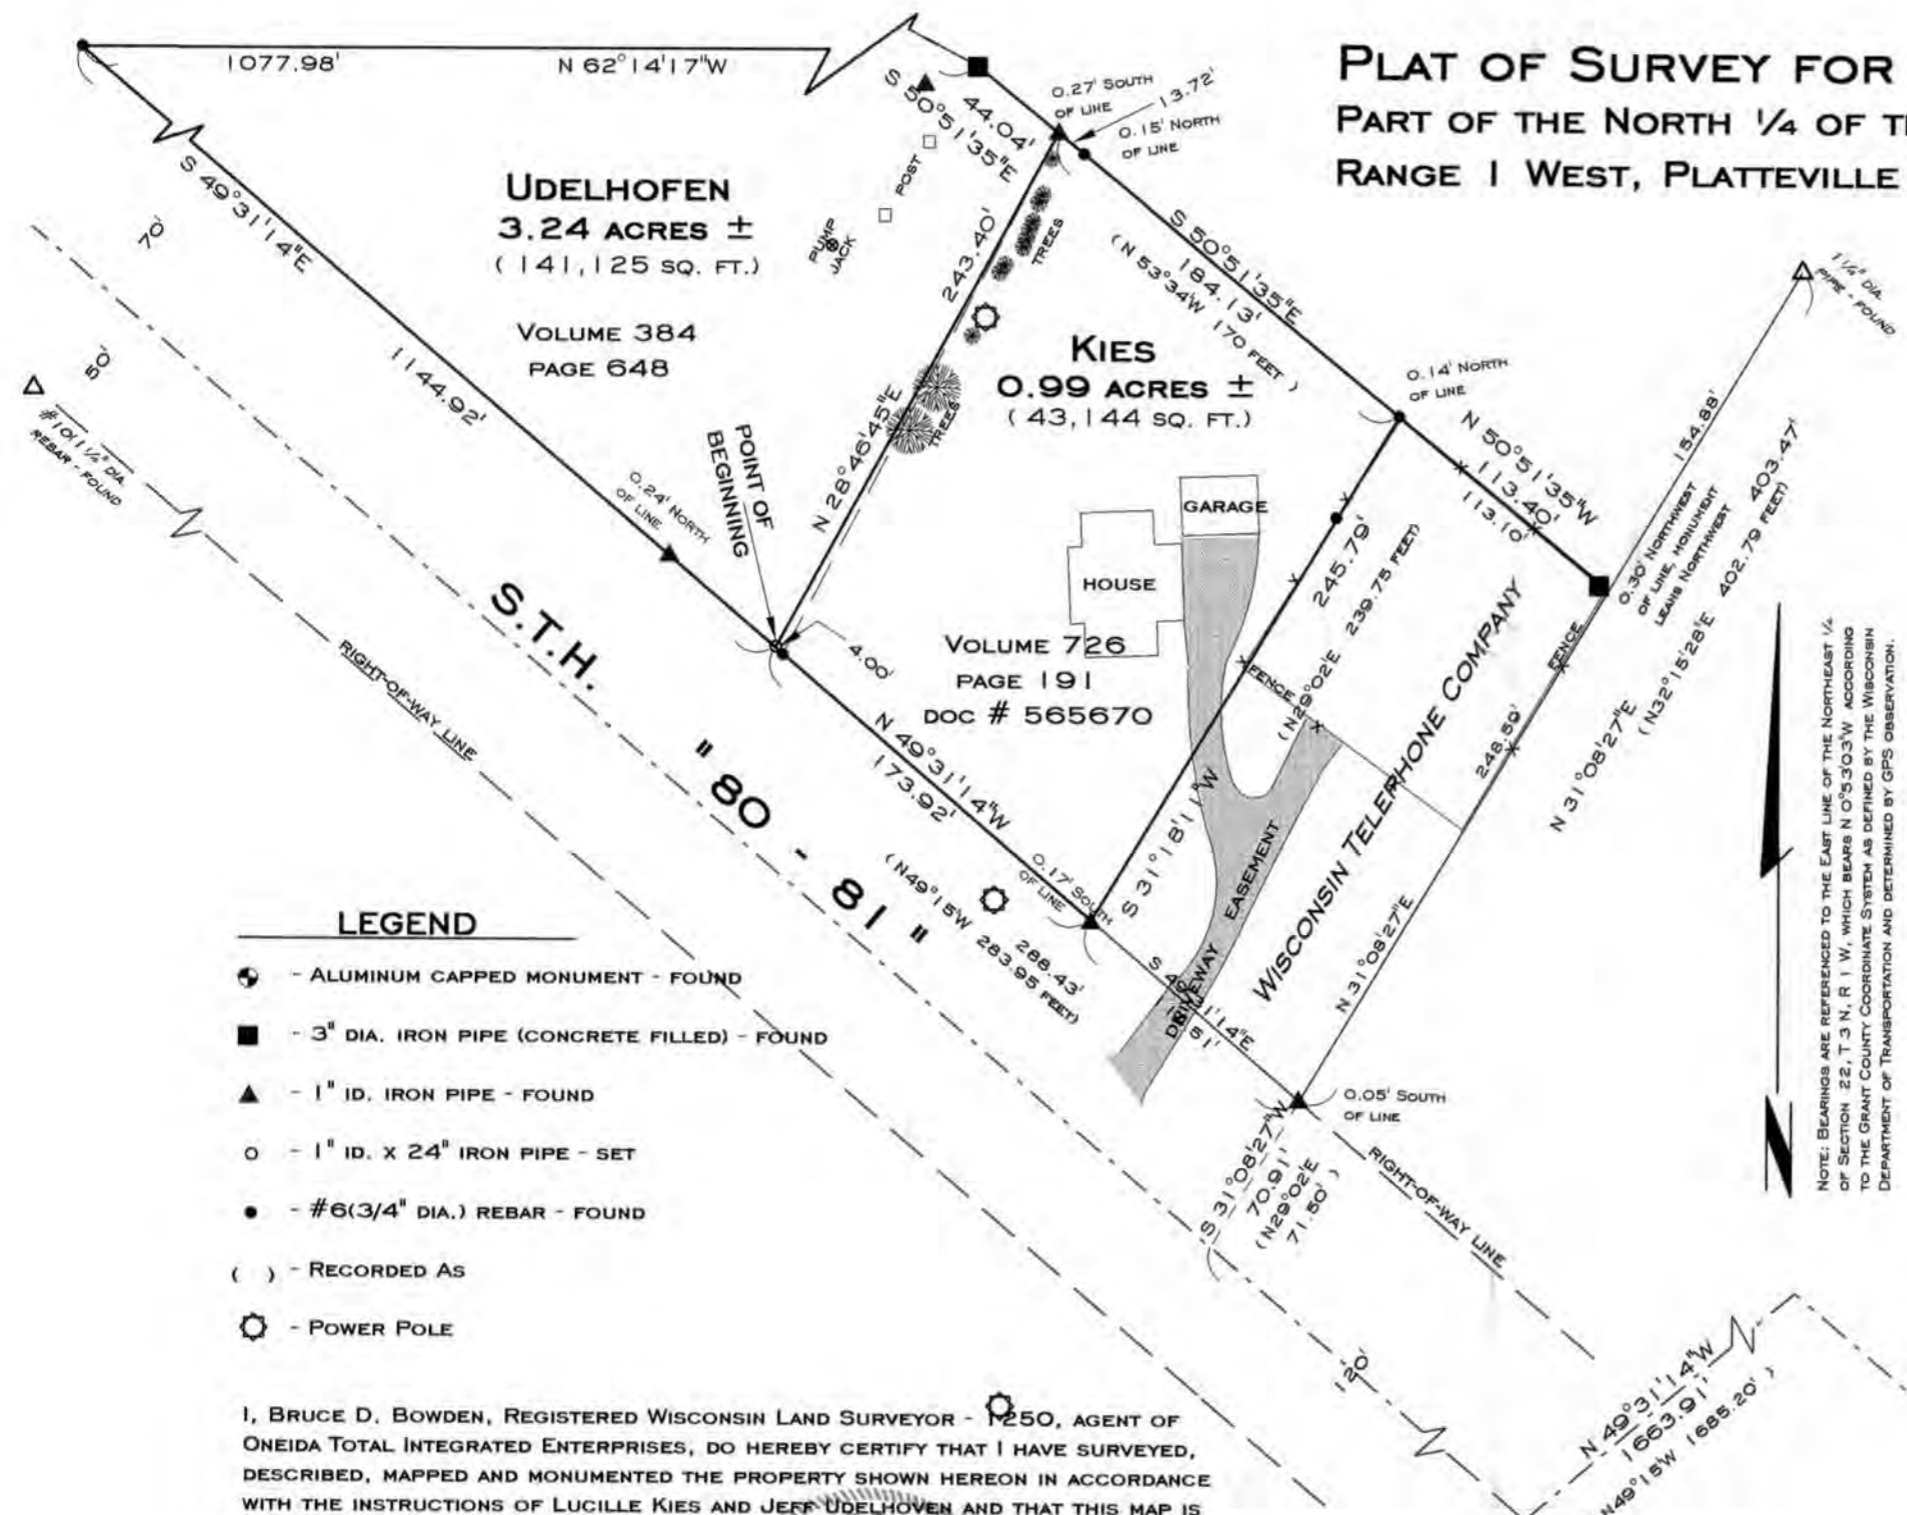 PLAT OF SURVEY FOR
PART OF THE NORTH 1/4 OF
RANGE 1 WEST, PLATTEVILLE
1077.98'
N 62°14'17"W
S 49°31'14"E
1144.92'
70'
50'
#10(1 1/4" DIA.
REBAR - FOUND
UDELHOFEN
3.24 ACRES ±
(141,125 SQ. FT.)
VOLUME 384
PAGE 648
44.04'
S 50°51'35"E
POST
PUMP
JACK
0.27' SOUTH
OF LINE
13.72'
0.15' NORTH
OF LINE
243.40'
N 28°46'45"E
TREES
TREES
S 50°51'35"E
184.13'
(N 53°34'W 170 FEET )
KIES
0.99 ACRES ±
(43,144 SQ. FT.)
0.14' NORTH
OF LINE
N 50°51'35"W
113.40'
113.10'
1 1/4" DIA.
PIPE - FOUND
154.88'
0.30' NORTHWEST
OF LINE, MONUMENT
LEANS NORTHWEST
N 31°08'27"E 403.47'
(N32°15'28"E 402.79 FEET)
0.24' NORTH
OF LINE
POINT OF
BEGINNING
GARAGE
HOUSE
VOLUME 726
PAGE 191
DOC # 565670
4.00'
245.79'
(N29°02'E 239.75 FEET)
S 31°18'11"W
FENCE
FENCE
WISCONSIN TELERHONE COMPANY
248.59'
N 31°08'27"E
S.T.H. "80 - 81"
RIGHT-OF-WAY LINE
N 49°31'14"W
173.92'
0.17' SOUTH
OF LINE
288.43'
(N49°15'W 283.95 FEET)
DRIVEWAY EASEMENT
0.05' SOUTH
OF LINE
S 31°08'27"W
70.91'
(N29°02'E
71.50' )
RIGHT-OF-WAY LINE
120'
N 49°31'14"W
1663.91'
N49°15'W 1685.20' )
N
NOTE: BEARINGS ARE REFERENCED TO THE EAST LINE OF THE NORTHEAST 1/4
OF SECTION 22, T 3 N, R 1 W, WHICH BEARS N 0°53'03"W ACCORDING
TO THE GRANT COUNTY COORDINATE SYSTEM AS DEFINED BY THE WISCONSIN
DEPARTMENT OF TRANSPORTATION AND DETERMINED BY GPS OBSERVATION.
LEGEND
- ALUMINUM CAPPED MONUMENT - FOUND
- 3" DIA. IRON PIPE (CONCRETE FILLED) - FOUND
- 1" ID. IRON PIPE - FOUND
- 1" ID. X 24" IRON PIPE - SET
- #6(3/4" DIA.) REBAR - FOUND
( ) - RECORDED AS
- POWER POLE
I, BRUCE D. BOWDEN, REGISTERED WISCONSIN LAND SURVEYOR - 1250, AGENT OF
ONEIDA TOTAL INTEGRATED ENTERPRISES, DO HEREBY CERTIFY THAT I HAVE SURVEYED,
DESCRIBED, MAPPED AND MONUMENTED THE PROPERTY SHOWN HEREON IN ACCORDANCE
WITH THE INSTRUCTIONS OF LUCILLE KIES AND JEFF UDELHOVEN AND THAT THIS MAP IS